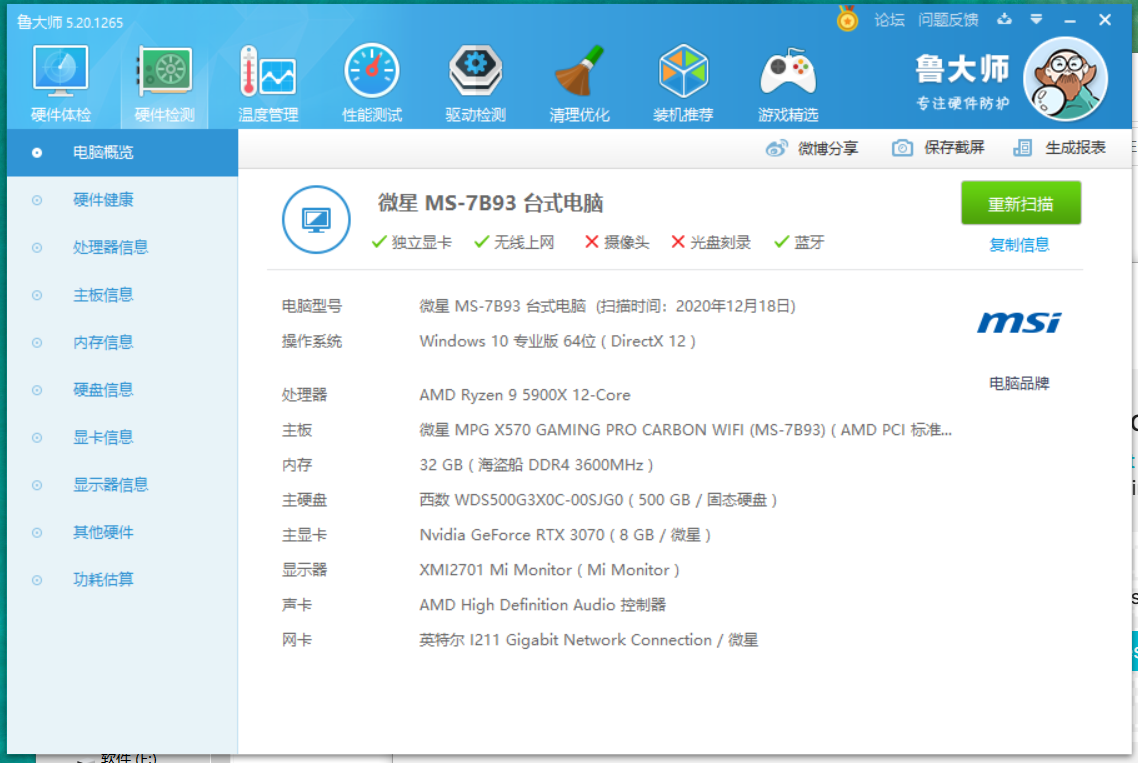 鲁大师 5.20.1265
论坛 问题反馈
硬件体检 硬件检测 温度管理 性能测试 驱动检测 清理优化 装机推荐 游戏精选
鲁大师
专注硬件防护
电脑概览
硬件健康
处理器信息
主板信息
内存信息
硬盘信息
显卡信息
显示器信息
其他硬件
功耗估算
微博分享 保存截屏 生成报表
微星 MS-7B93 台式电脑
独立显卡 无线上网 摄像头 光盘刻录 蓝牙
重新扫描
复制信息
电脑型号 微星 MS-7B93 台式电脑 (扫描时间：2020年12月18日)
操作系统 Windows 10 专业版 64位 ( DirectX 12 )
msi
电脑品牌
处理器 AMD Ryzen 9 5900X 12-Core
主板 微星 MPG X570 GAMING PRO CARBON WIFI (MS-7B93) ( AMD PCI 标准...
内存 32 GB ( 海盗船 DDR4 3600MHz )
主硬盘 西数 WDS500G3X0C-00SJG0 ( 500 GB / 固态硬盘 )
主显卡 Nvidia GeForce RTX 3070 ( 8 GB / 微星 )
显示器 XMI2701 Mi Monitor ( Mi Monitor )
声卡 AMD High Definition Audio 控制器
网卡 英特尔 I211 Gigabit Network Connection / 微星
软件 (F:)